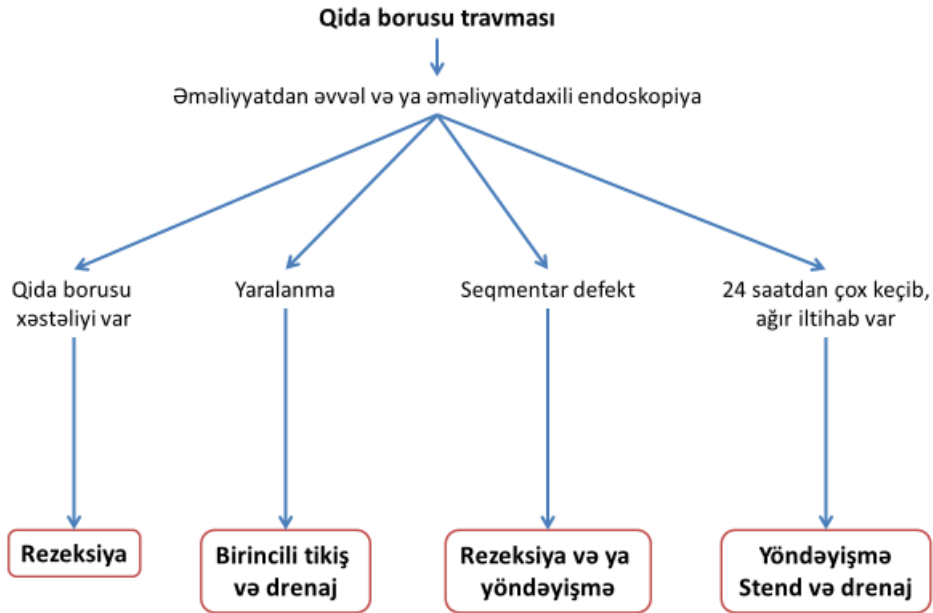 Qida borusu travması
Əməliyyatdan əvvəl və ya əməliyyatdaxili endoskopiya
Qida borusu
xəstəliyi var
Yaralanma
Seqmentar defekt
24 saatdan çox keçib,
ağır iltihab var
Rezeksiya
Birincili tikiş
və drenaj
Rezeksiya və ya
yöndəyişmə
Yöndəyişmə
Stend və drenaj